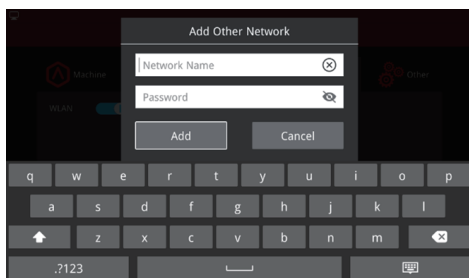 Add Other Network
Network Name
Machine
Other
Password
WLAN
Add Cancel
q w e r t y u i o p
a s d f g h j k l
z x c v b n m
.?123